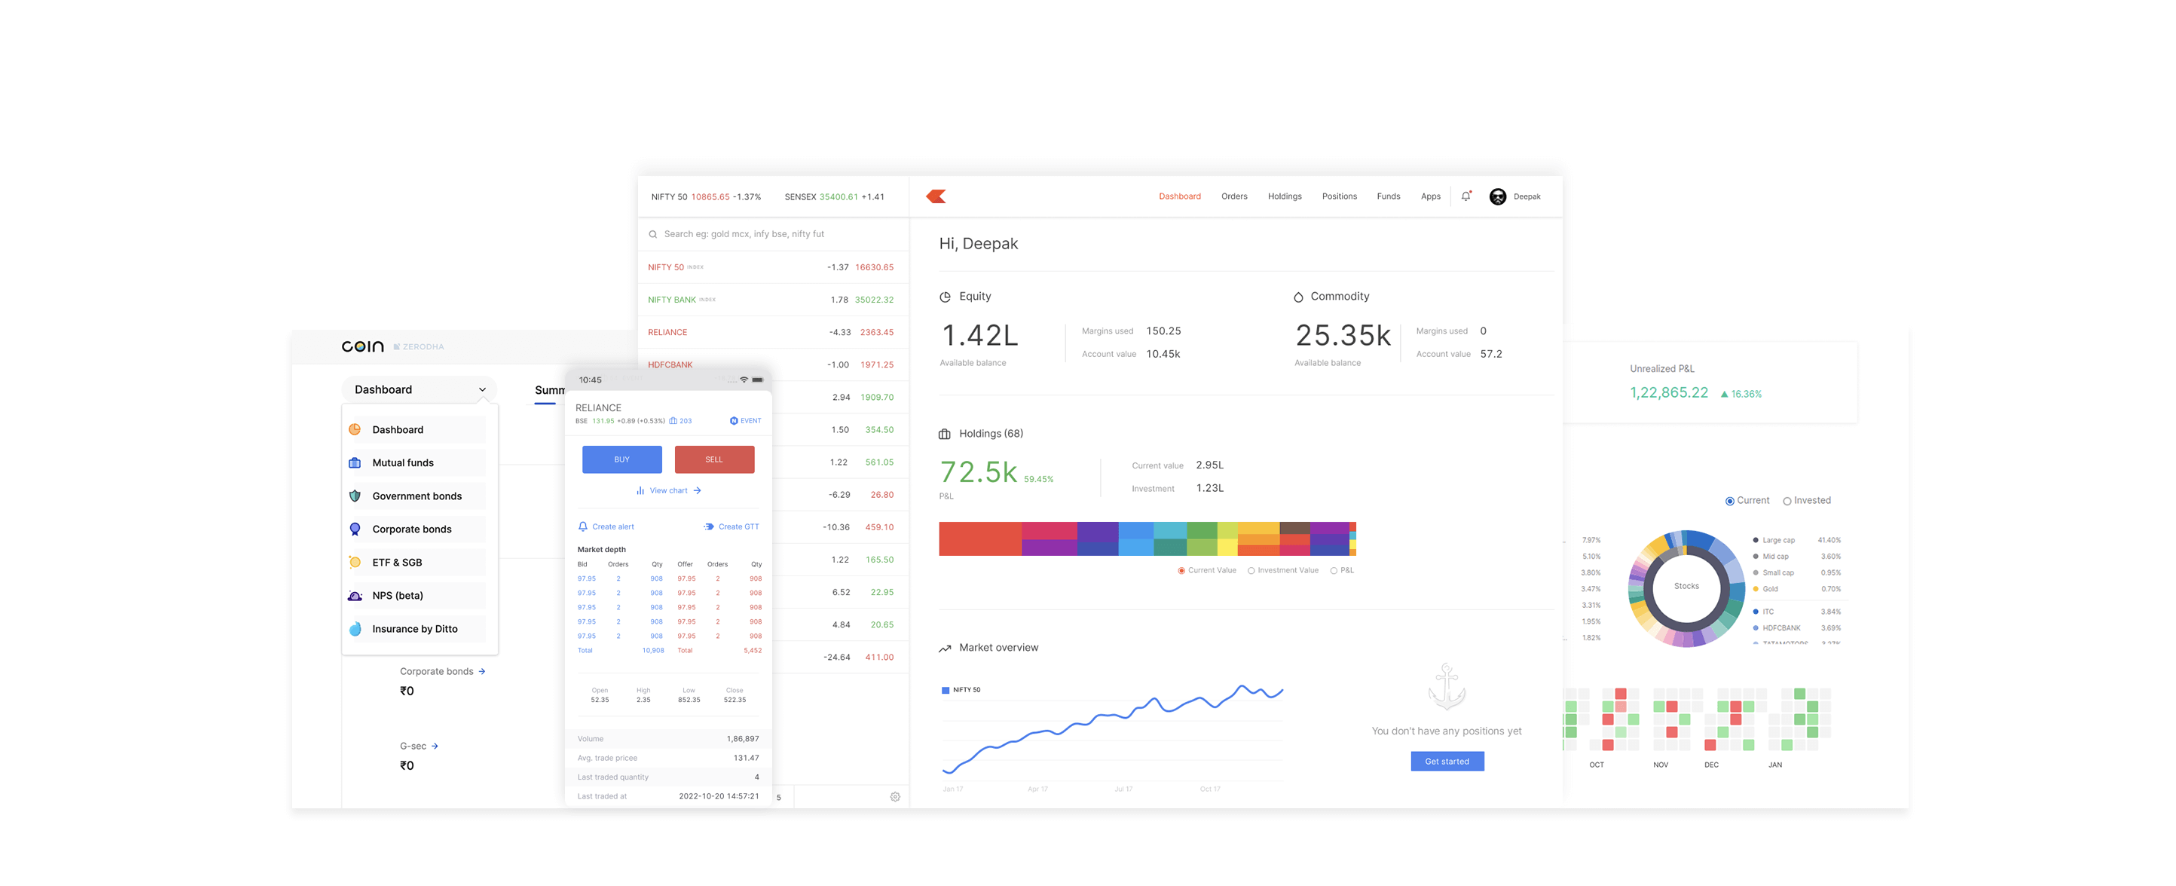 NIFTY 50 10865.65 -1.37% SENSEX 35400.61 +1.41
Dashboard Orders Holdings Positions Funds Apps Deepak
Search eg: gold mcx, infy bse, nifty fut
NIFTY 50 INDEX -1.37 16630.65
NIFTY BANK INDEX 1.78 35022.32
RELIANCE -4.33 2363.45
HDFCBANK -1.00 1971.25
2.94 1909.70
1.50 354.50
1.22 561.05
-6.29 26.80
-10.36 459.10
1.22 165.50
6.52 22.95
4.84 20.65
-24.64 411.00
5
Hi, Deepak
Equity
1.42L
Available balance
Margins used 150.25
Account value 10.45k
Commodity
25.35k
Available balance
Margins used 0
Account value 57.2
Holdings (68)
72.5k 59.45%
P&L
Current value 2.95L
Investment 1.23L
Current Value Investment Value P&L
Market overview
NIFTY 50
Jan 17 Apr 17 Jul 17 Oct 17
You don't have any positions yet
Get started
COIN ZERODHA
Dashboard
Summ
Dashboard
Mutual funds
Government bonds
Corporate bonds
ETF & SGB
NPS (beta)
Insurance by Ditto
Corporate bonds
₹0
G-sec
₹0
10:45
RELIANCE
BSE 131.95 +0.89 (+0.53%) 203 EVENT
BUY SELL
View chart
Create alert Create GTT
Market depth
Bid Orders Qty Offer Orders Qty
97.95 2 908 97.95 2 908
97.95 2 908 97.95 2 908
97.95 2 908 97.95 2 908
97.95 2 908 97.95 2 908
97.95 2 908 97.95 2 908
Total 10,908 Total 5,452
Open High Low Close
52.35 2.35 852.35 522.35
Volume 1,86,897
Avg. trade pricee 131.47
Last traded quantity 4
Last traded at 2022-10-20 14:57:21
Unrealized P&L
1,22,865.22 16.36%
Current Invested
7.97%
5.10%
3.80%
3.47%
3.31%
1.95%
1.82%
Stocks
Large cap 41.40%
Mid cap 3.60%
Small cap 0.95%
Gold 0.70%
ITC 3.84%
HDFCBANK 3.69%
TATAMOTORS 3.27%
OCT NOV DEC JAN